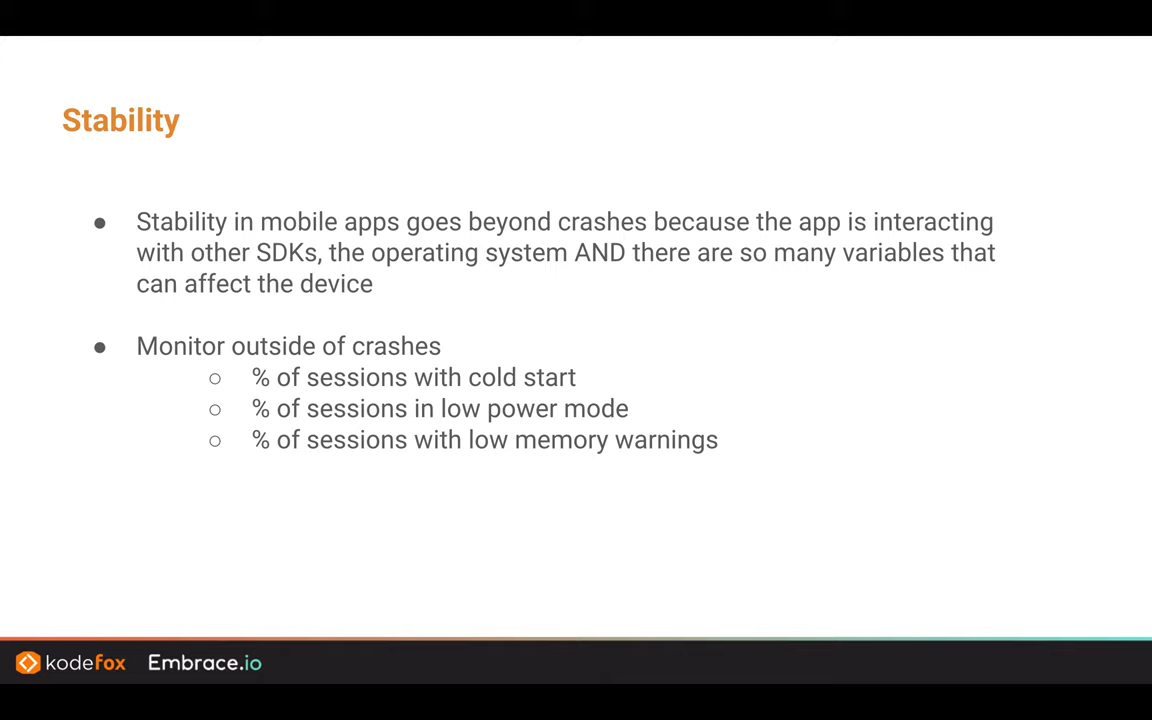 Stability
● Stability in mobile apps goes beyond crashes because the app is interacting
with other SDKs, the operating system AND there are so many variables that
can affect the device
● Monitor outside of crashes
○ % of sessions with cold start
○ % of sessions in low power mode
○ % of sessions with low memory warnings
kodefox Embrace.io